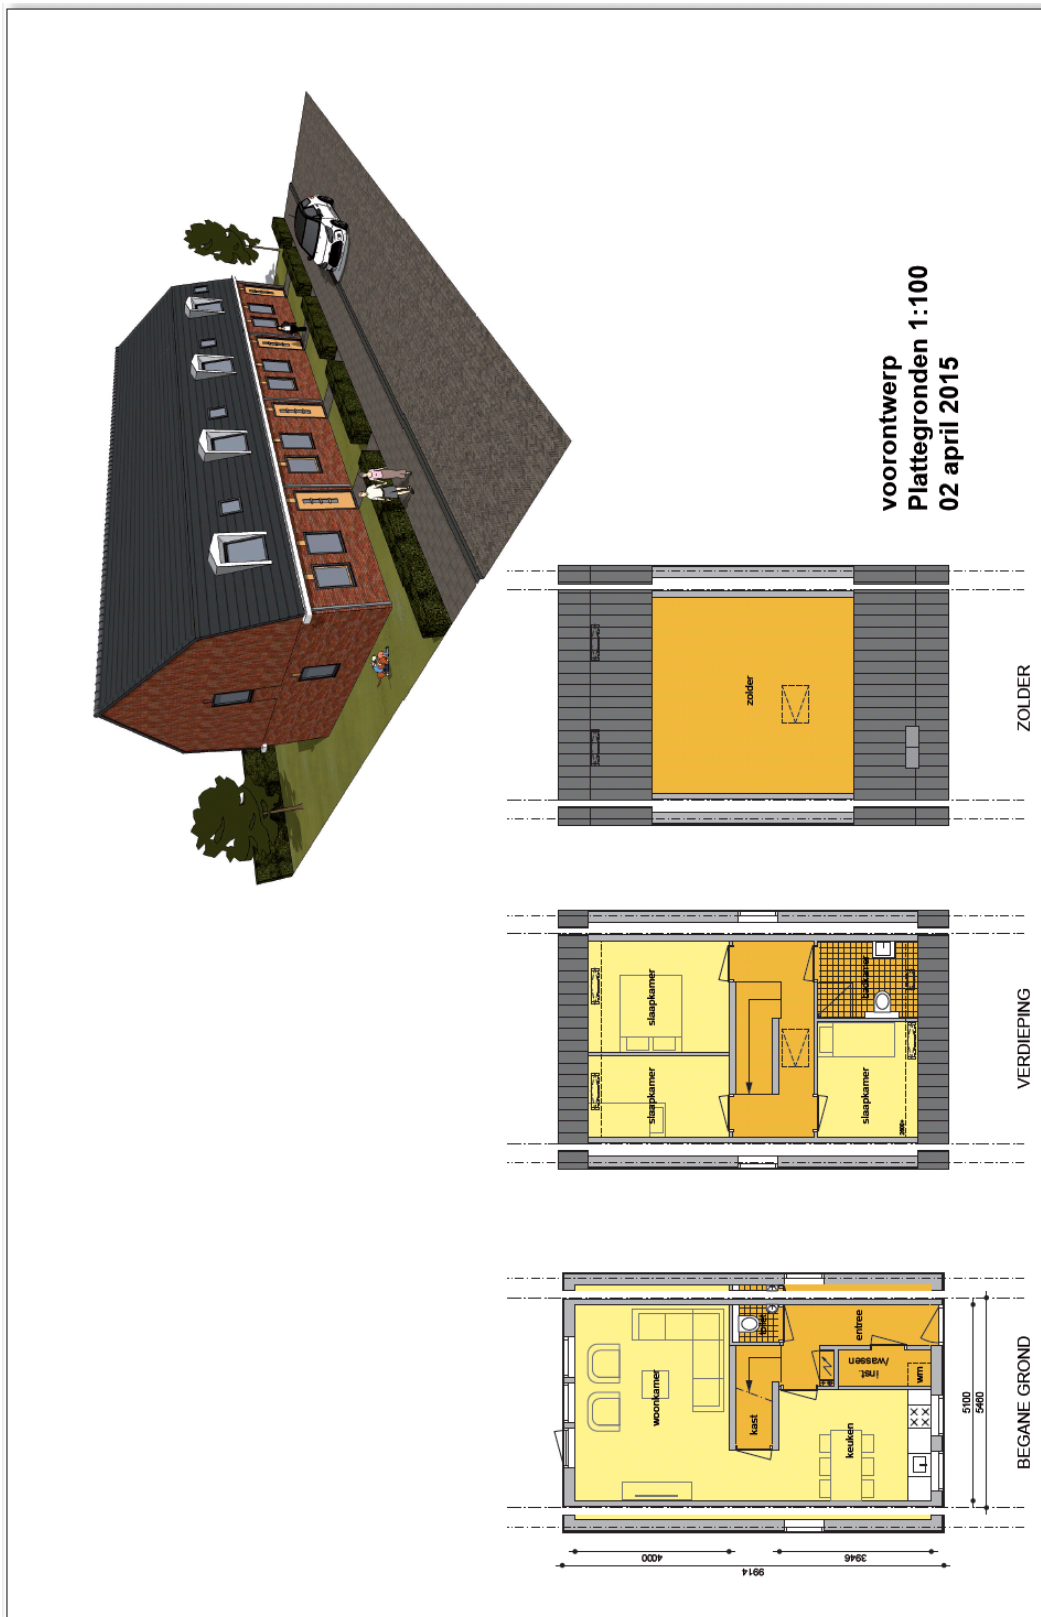 voorontwerp
Plattegronden 1:100
02 april 2015
woonkamer
toilet
entree
inst.
/wassen
wm
kast
keuken
4000
3946
9914
5100
5460
BEGANE GROND
slaapkamer
slaapkamer
badkamer
slaapkamer
VERDIEPING
zolder
ZOLDER